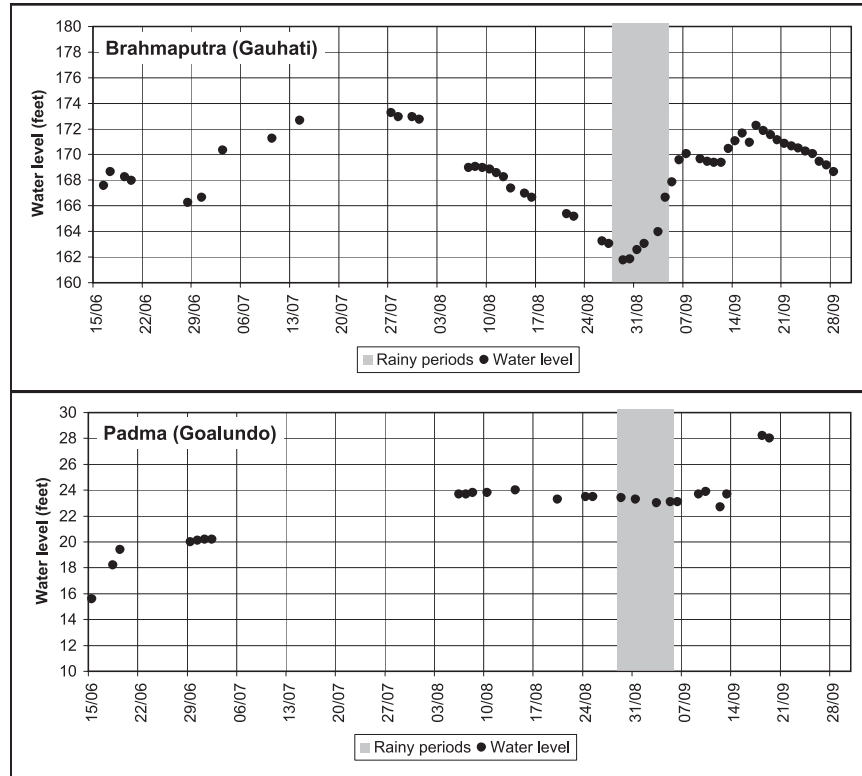 Brahmaputra (Gauhati)
Water level (feet)
180
178
176
174
172
170
168
166
164
162
160
15/06 22/06 29/06 06/07 13/07 20/07 27/07 03/08 10/08 17/08 24/08 31/08 07/09 14/09 21/09 28/09
Rainy periods Water level
Padma (Goalundo)
Water level (feet)
30
28
26
24
22
20
18
16
14
12
10
15/06 22/06 29/06 06/07 13/07 20/07 27/07 03/08 10/08 17/08 24/08 31/08 07/09 14/09 21/09 28/09
Rainy periods Water level